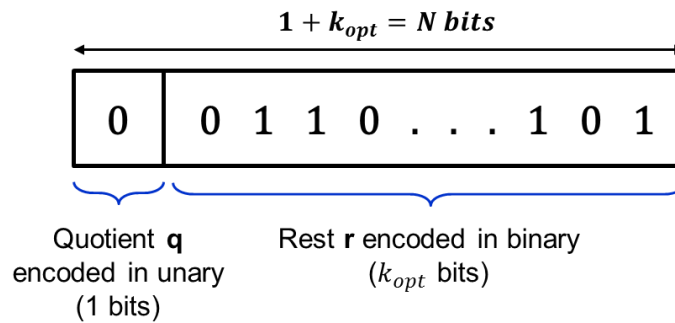 1 + k_opt = N bits
0 0 1 1 0 . . . 1 0 1
Quotient q
encoded in unary
(1 bits)
Rest r encoded in binary
(k_opt bits)